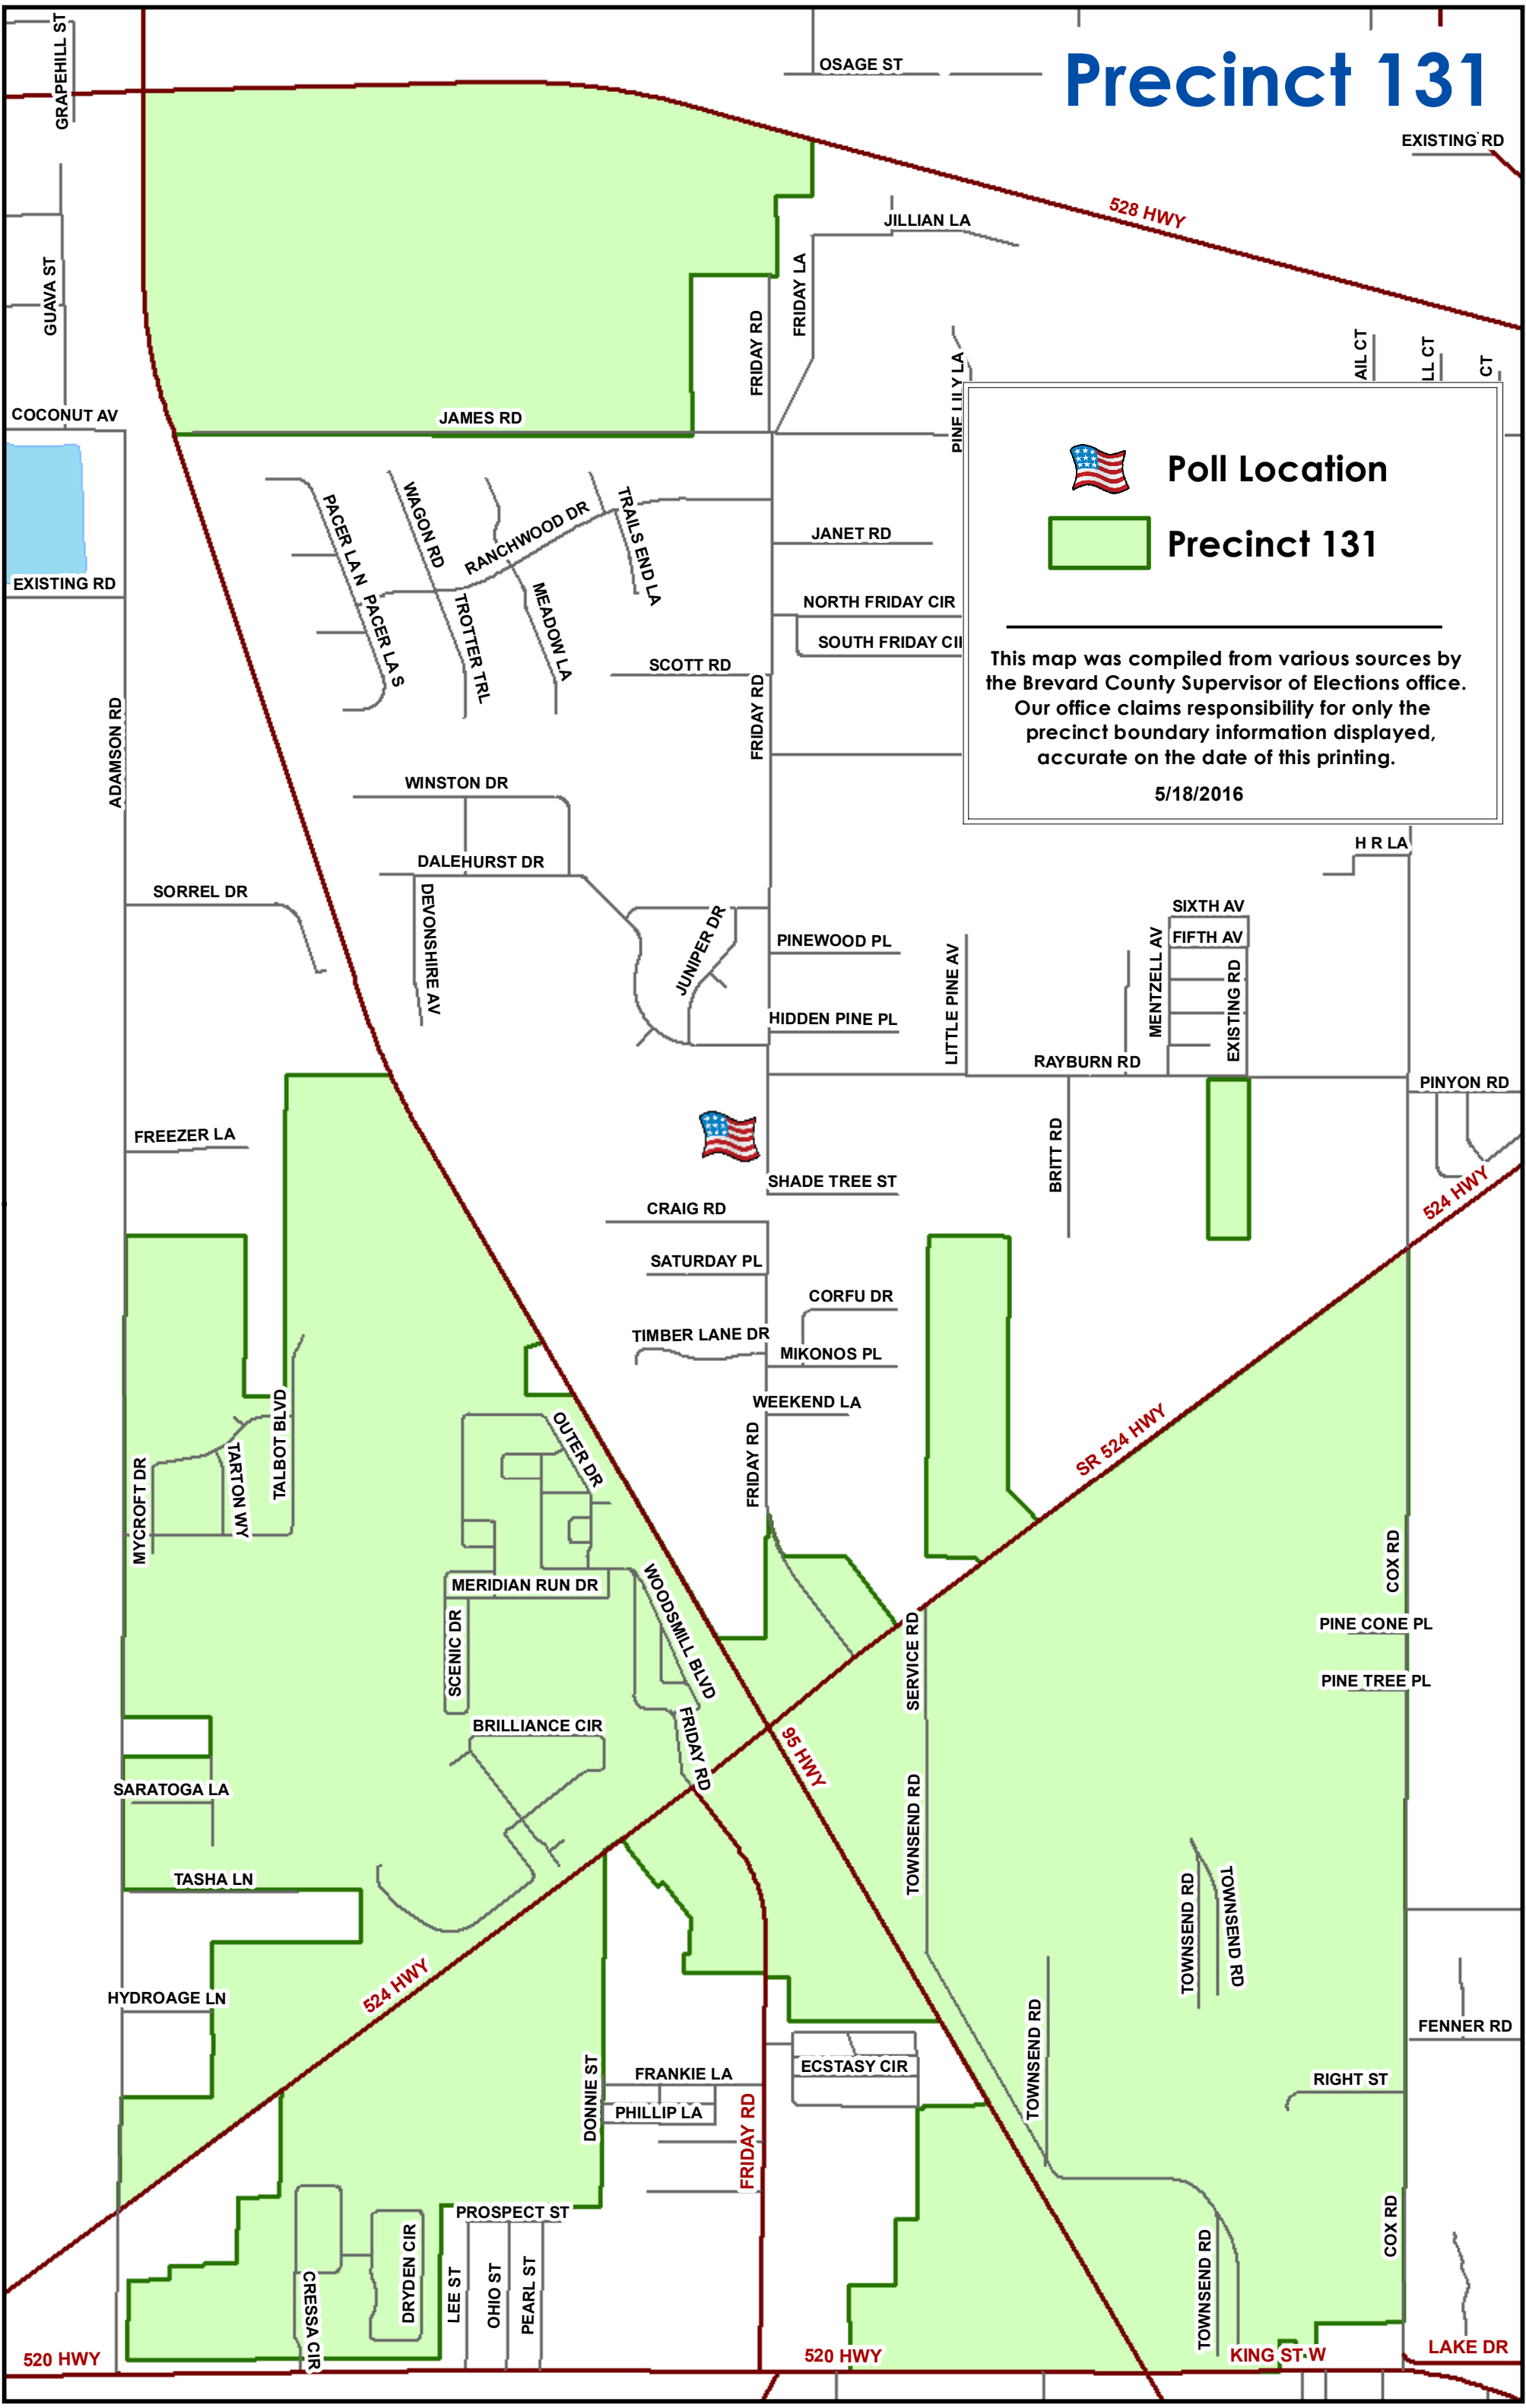 GRAPEHILL ST
OSAGE ST
Precinct 131
EXISTING RD
528 HWY
JILLIAN LA
GUAVA ST
FRIDAY LA
FRIDAY RD
PINE LILY LA
AIL CT
LL CT
CT
COCONUT AV
JAMES RD
Poll Location
Precinct 131
PACER LA N
WAGON RD
RANCHWOOD DR
TRAILS END LA
JANET RD
EXISTING RD
PACER LA S
TROTTER TRL
MEADOW LA
NORTH FRIDAY CIR
SOUTH FRIDAY CI
SCOTT RD
This map was compiled from various sources by
the Brevard County Supervisor of Elections office.
Our office claims responsibility for only the
precinct boundary information displayed,
accurate on the date of this printing.
5/18/2016
FRIDAY RD
ADAMSON RD
WINSTON DR
H R LA
DALEHURST DR
SORREL DR
DEVONSHIRE AV
JUNIPER DR
SIXTH AV
FIFTH AV
PINEWOOD PL
LITTLE PINE AV
MENTZELL AV
EXISTING RD
HIDDEN PINE PL
RAYBURN RD
PINYON RD
FREEZER LA
BRITT RD
SHADE TREE ST
524 HWY
CRAIG RD
SATURDAY PL
CORFU DR
TIMBER LANE DR
MIKONOS PL
WEEKEND LA
TALBOT BLVD
OUTER DR
SR 524 HWY
FRIDAY RD
MYCROFT DR
TARTON WY
COX RD
MERIDIAN RUN DR
WOODSMILL BLVD
SCENIC DR
SERVICE RD
PINE CONE PL
PINE TREE PL
BRILLIANCE CIR
FRIDAY RD
95 HWY
SARATOGA LA
TOWNSEND RD
TASHA LN
TOWNSEND RD
TOWNSEND RD
524 HWY
HYDROAGE LN
FENNER RD
TOWNSEND RD
ECSTASY CIR
DONNIE ST
FRANKIE LA
PHILLIP LA
FRIDAY RD
RIGHT ST
PROSPECT ST
COX RD
CRESSA CIR
DRYDEN CIR
LEE ST
OHIO ST
PEARL ST
TOWNSEND RD
520 HWY
520 HWY
KING ST W
LAKE DR